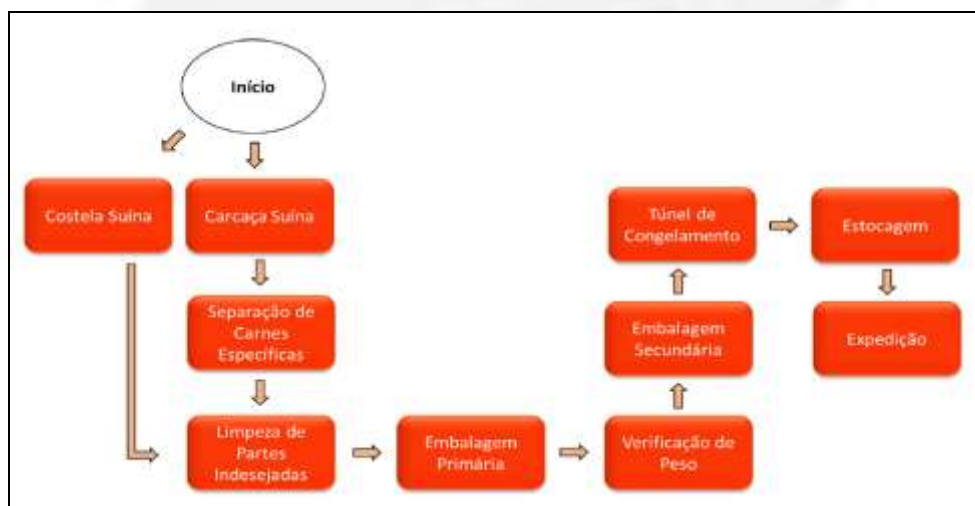 Início
Costela Suína
Carcaça Suína
Separação de
Carnes
Específicas
Limpeza de
Partes
Indesejadas
Embalagem
Primária
Verificação de
Peso
Embalagem
Secundária
Túnel de
Congelamento
Estocagem
Expedição